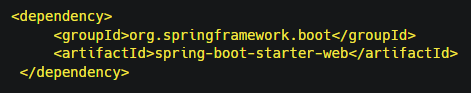 <dependency>
<groupId>org.springframework.boot</groupId>
<artifactId>spring-boot-starter-web</artifactId>
</dependency>